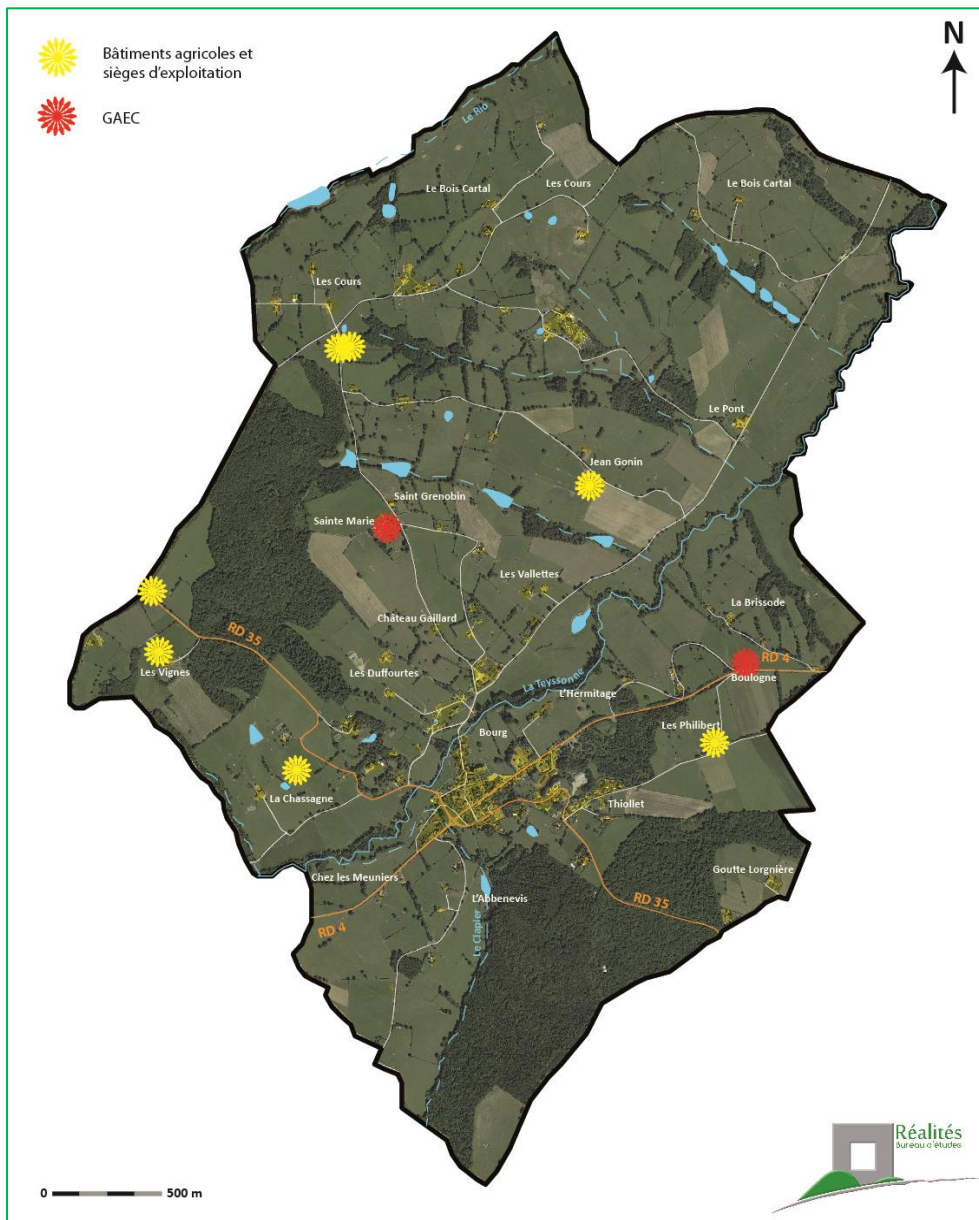 Bâtiments agricoles et
sièges d'exploitation
GAEC
N
Le Rio
Le Bois Cartal
Les Cours
Le Bois Cartal
Les Cours
Le Pont
Jean Gonin
Saint Grenobin
Sainte Marie
Les Vallettes
La Brissode
Château Gaillard
RD 35
Les Duffourtes
Les Vignes
RD 4
Boulogne
La Teyssonne
L'Hermitage
Les Philibert
Bourg
La Chassagne
Thiollet
Chez les Meuniers
L'Abbenevis
Goutte Lorgnière
RD 35
RD 4
Le Clapier
Réalités
Bureau d'études
0
500 m